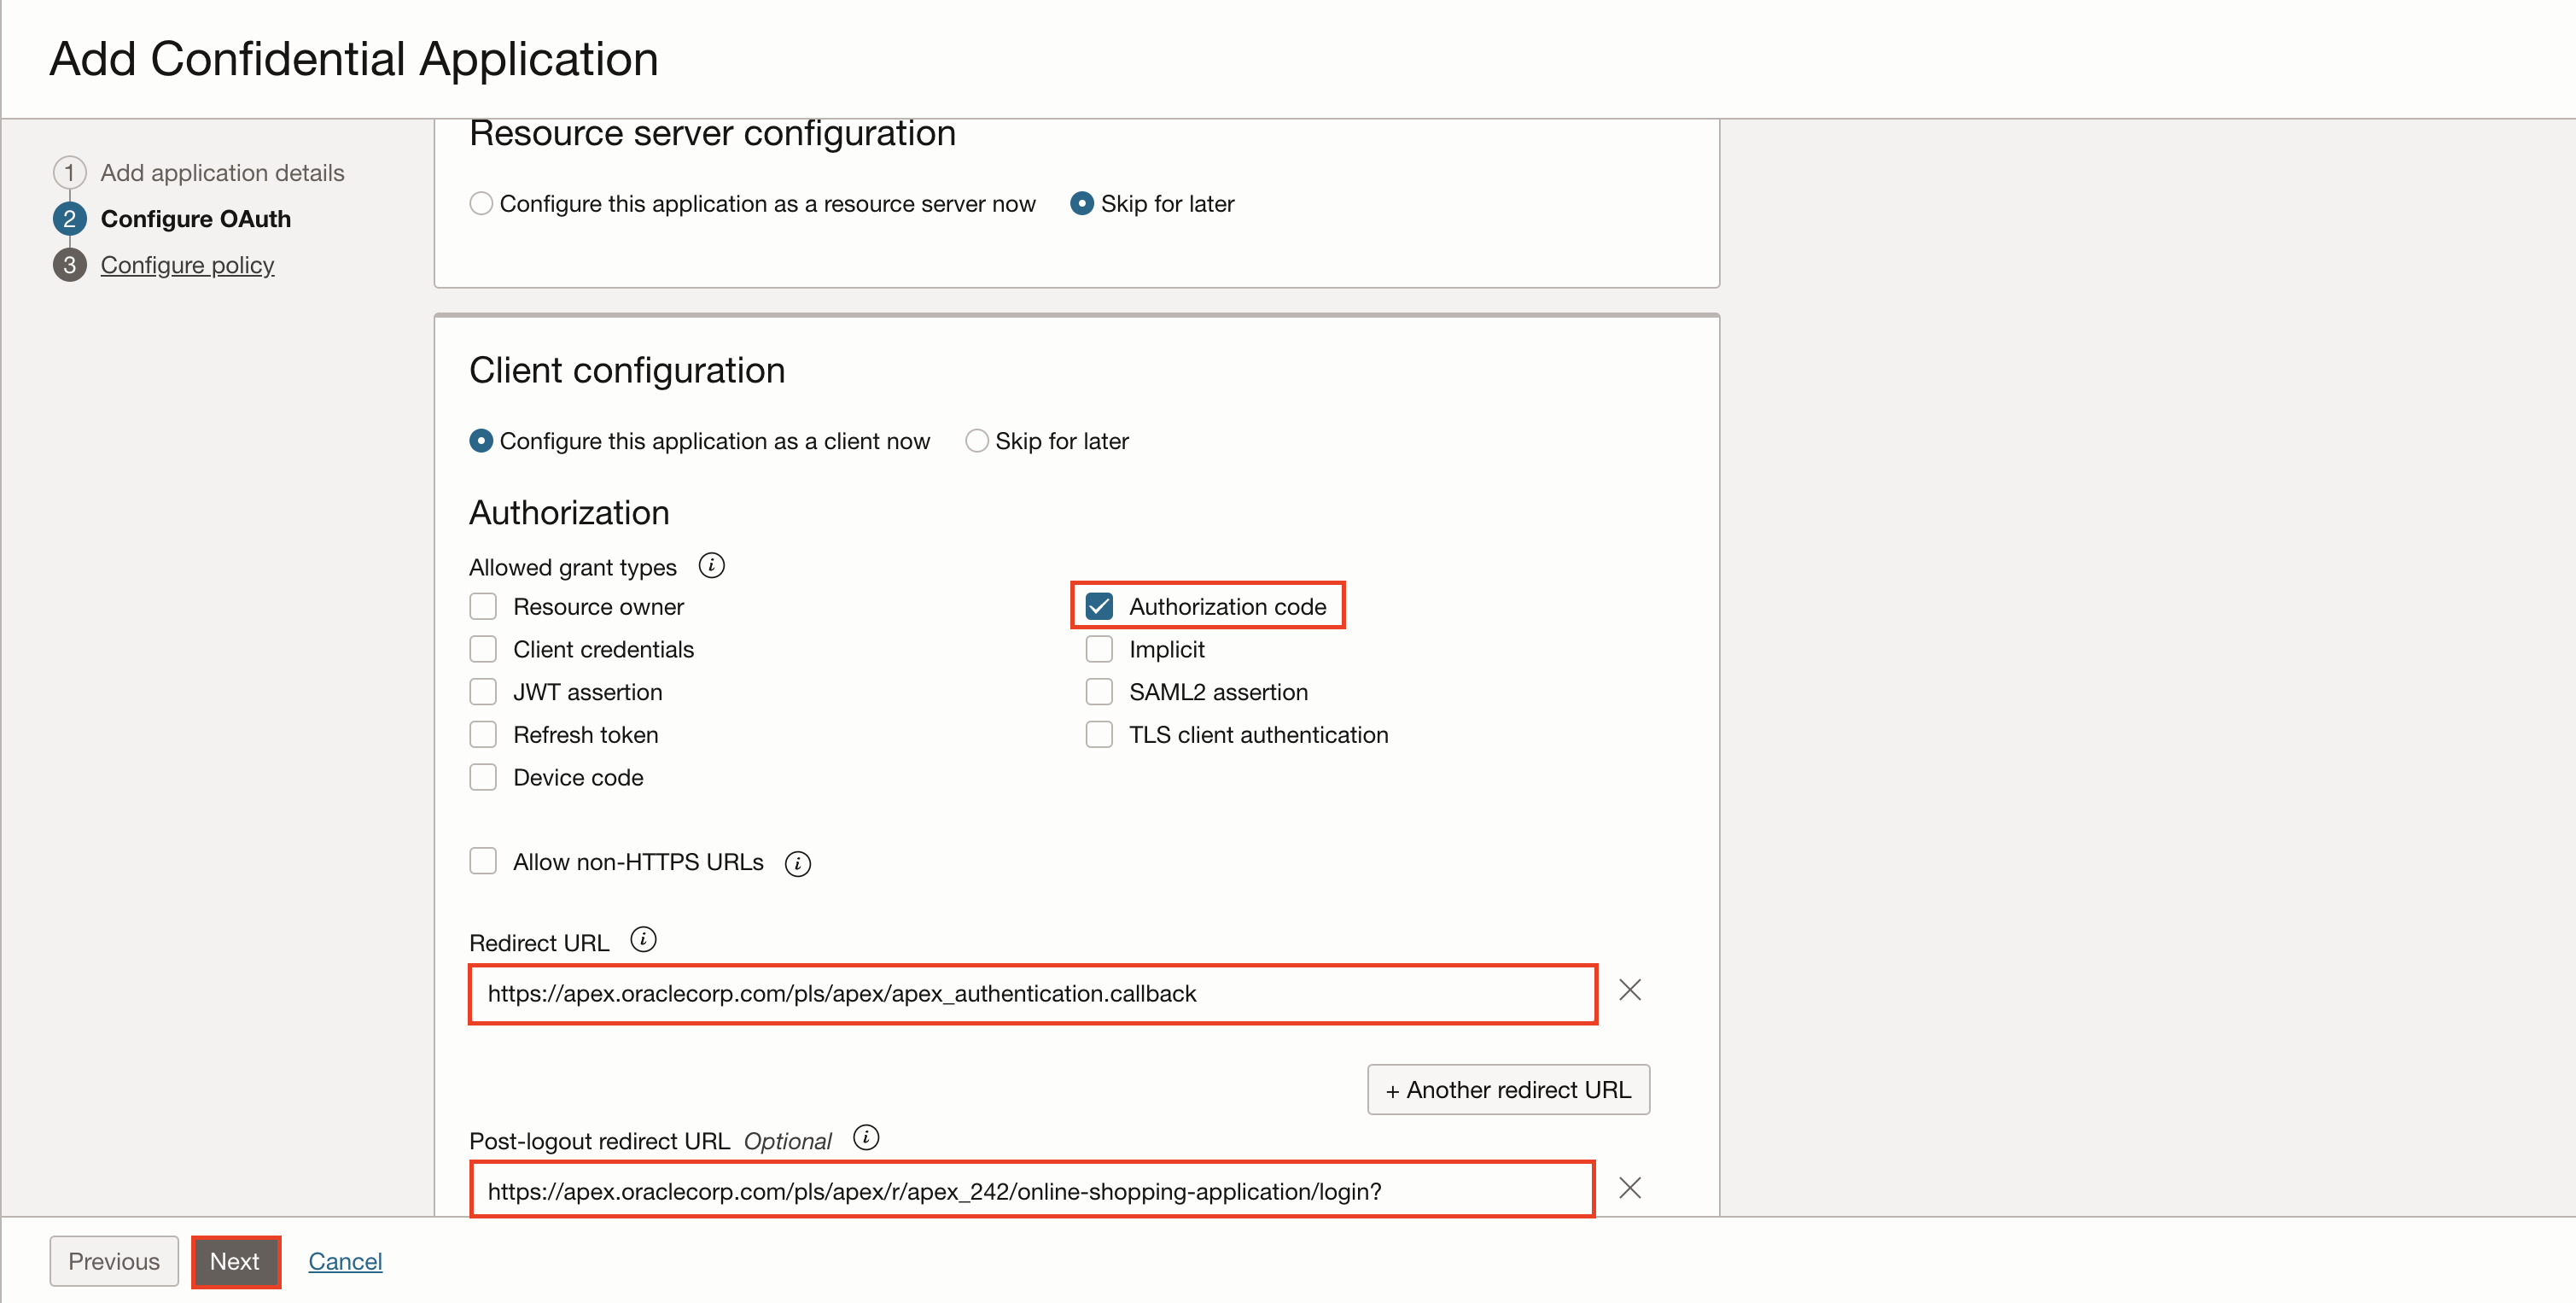 Add Confidential Application
1 Add application details
2 Configure OAuth
3 Configure policy
Resource server configuration
Configure this application as a resource server now Skip for later
Client configuration
Configure this application as a client now Skip for later
Authorization
Allowed grant types i
Resource owner Authorization code
Client credentials Implicit
JWT assertion SAML2 assertion
Refresh token TLS client authentication
Device code
Allow non-HTTPS URLs i
Redirect URL i
https://apex.oraclecorp.com/pls/apex/apex_authentication.callback
+ Another redirect URL
Post-logout redirect URL Optional i
https://apex.oraclecorp.com/pls/apex/r/apex_242/online-shopping-application/login?
Previous Next Cancel